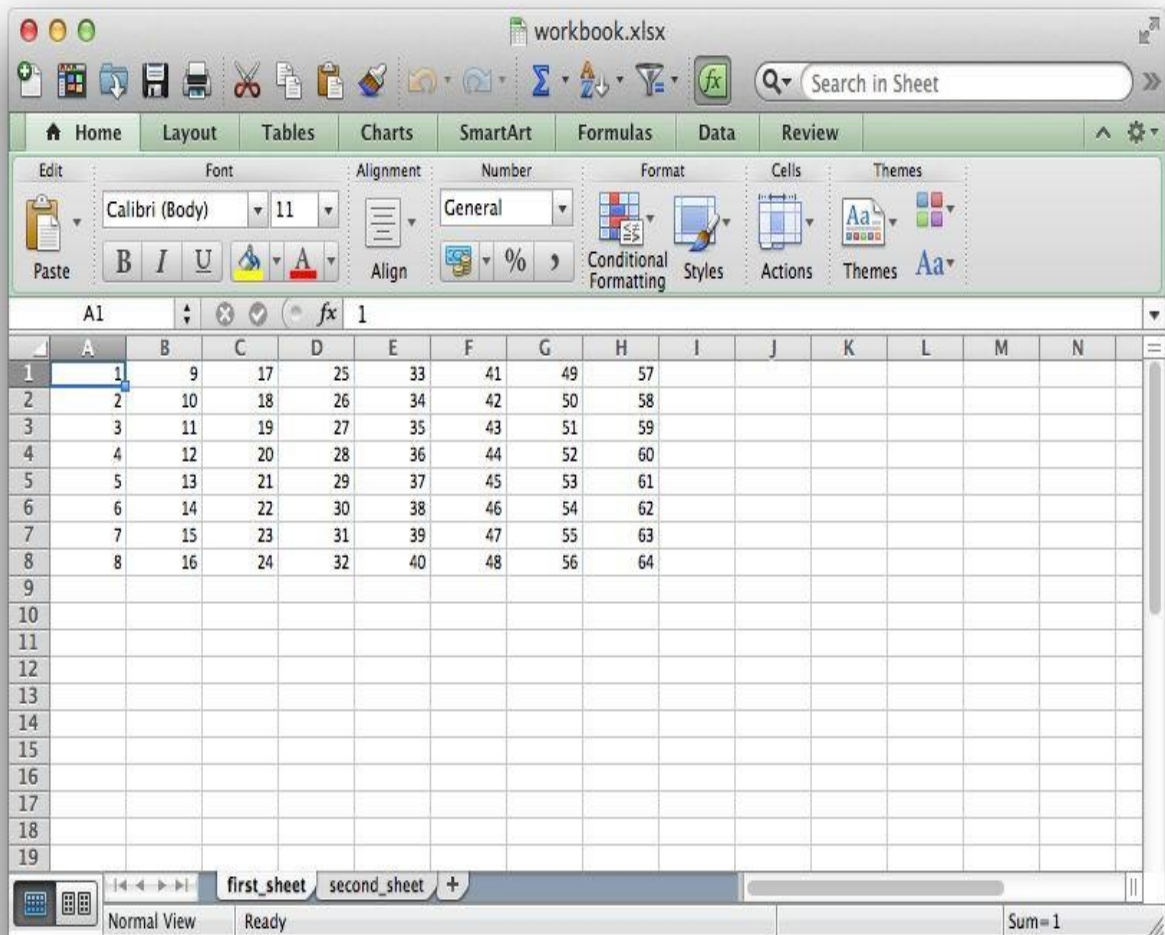 workbook.xlsx
fx Search in Sheet
Home Layout Tables Charts SmartArt Formulas Data Review
Edit Font Alignment Number Format Cells Themes
Calibri (Body) 11 General Aa
B I U A % ,
Paste Align Conditional Formatting Styles Actions Themes Aa
A1 fx 1
A B C D E F G H I J K L M N
1 1 9 17 25 33 41 49 57
2 2 10 18 26 34 42 50 58
3 3 11 19 27 35 43 51 59
4 4 12 20 28 36 44 52 60
5 5 13 21 29 37 45 53 61
6 6 14 22 30 38 46 54 62
7 7 15 23 31 39 47 55 63
8 8 16 24 32 40 48 56 64
9
10
11
12
13
14
15
16
17
18
19
first_sheet second_sheet +
Normal View Ready Sum=1